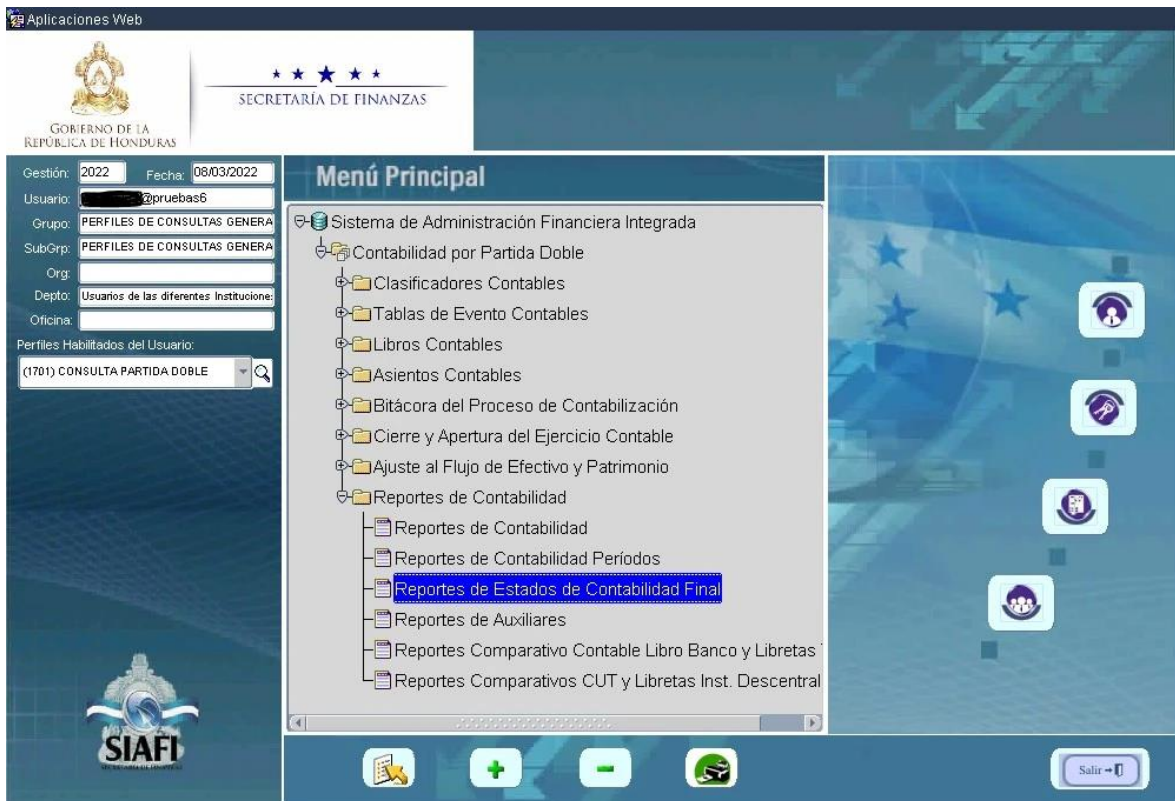 Aplicaciones Web
GOBIERNO DE LA
REPÚBLICA DE HONDURAS
SECRETARÍA DE FINANZAS
Gestión: 2022 Fecha: 08/03/2022
Usuario: @pruebas6
Grupo: PERFILES DE CONSULTAS GENERA
SubGrp: PERFILES DE CONSULTAS GENERA
Org:
Depto: Usuarios de las diferentes Institucione:
Oficina:
Perfiles Habilitados del Usuario:
(1701) CONSULTA PARTIDA DOBLE
Menú Principal
Sistema de Administración Financiera Integrada
Contabilidad por Partida Doble
Clasificadores Contables
Tablas de Evento Contables
Libros Contables
Asientos Contables
Bitácora del Proceso de Contabilización
Cierre y Apertura del Ejercicio Contable
Ajuste al Flujo de Efectivo y Patrimonio
Reportes de Contabilidad
Reportes de Contabilidad
Reportes de Contabilidad Períodos
Reportes de Estados de Contabilidad Final
Reportes de Auxiliares
Reportes Comparativo Contable Libro Banco y Libretas
Reportes Comparativos CUT y Libretas Inst. Descentral
SIAFI
Salir